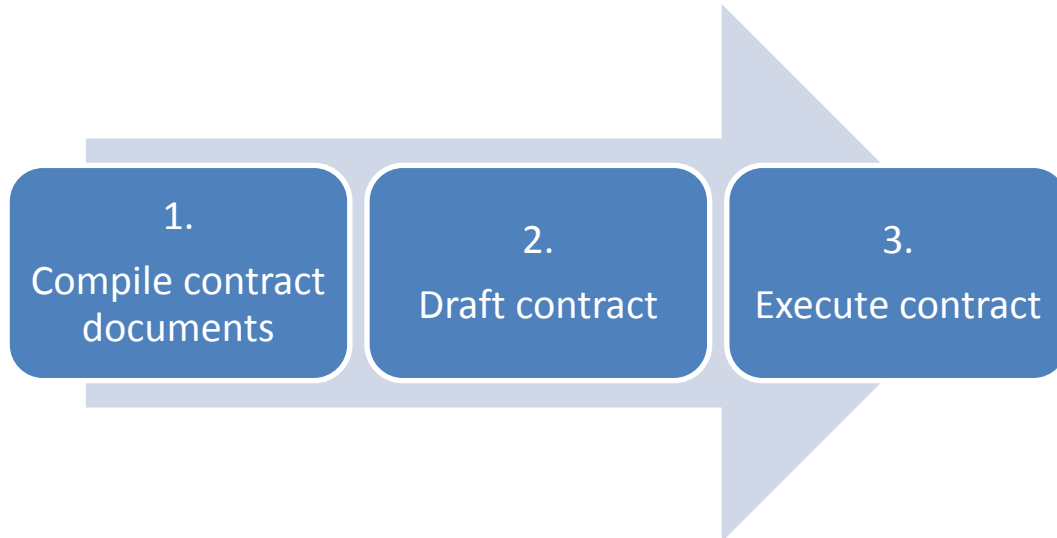 1.
Compile contract
documents
2.
Draft contract
3.
Execute contract